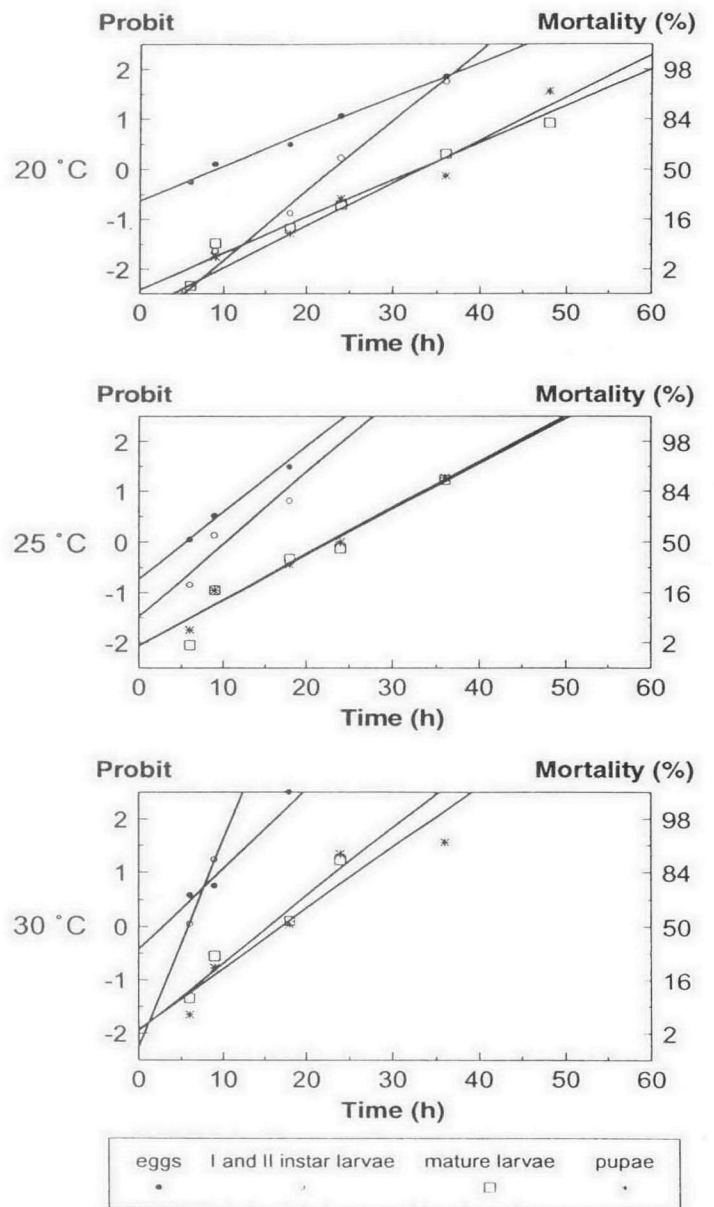 Probit Mortality (%)
2 98
1 84
20 °C 0 50
-1 16
-2 2
0 10 20 30 40 50 60
Time (h)
Probit Mortality (%)
2 98
1 84
25 °C 0 50
-1 16
-2 2
0 10 20 30 40 50 60
Time (h)
Probit Mortality (%)
2 98
1 84
30 °C 0 50
-1 16
-2 2
0 10 20 30 40 50 60
Time (h)
eggs I and II instar larvae mature larvae pupae